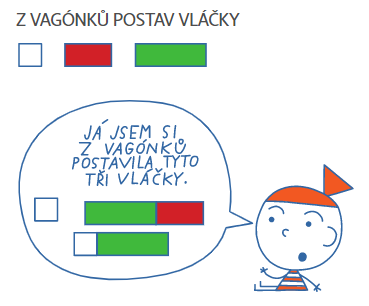 Z VAGÓNKŮ POSTAV VLÁČKY
JÁ JSEM SI
Z VAGÓNKŮ
POSTAVILA TYTO
TŘI VLÁČKY.